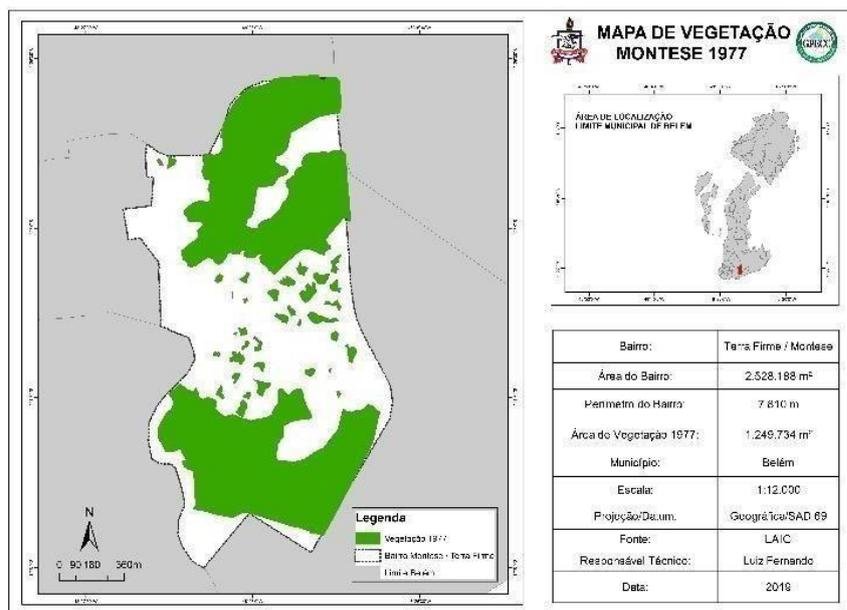 MAPA DE VEGETAÇÃO
MONTESE 1977
GPECC
ÁREA DE LOCALIZAÇÃO
LIMITE MUNICIPAL DE BELÉM
Bairro: Terra Firme / Montese
Área do Bairro: 2.528.188 m²
Perímetro do Bairro: 7.810 m
Área de Vegetação 1977: 1.249.734 m²
Município: Belém
Escala: 1:12.000
Projeção/Datum: Geográfica/SAD 69
Fonte: LAIG
Responsável Técnico: Luiz Fernando
Data: 2019
N
0 90 180 360m
Legenda
Vegetação 1977
Bairro Montese - Terra Firme
Limite Belém